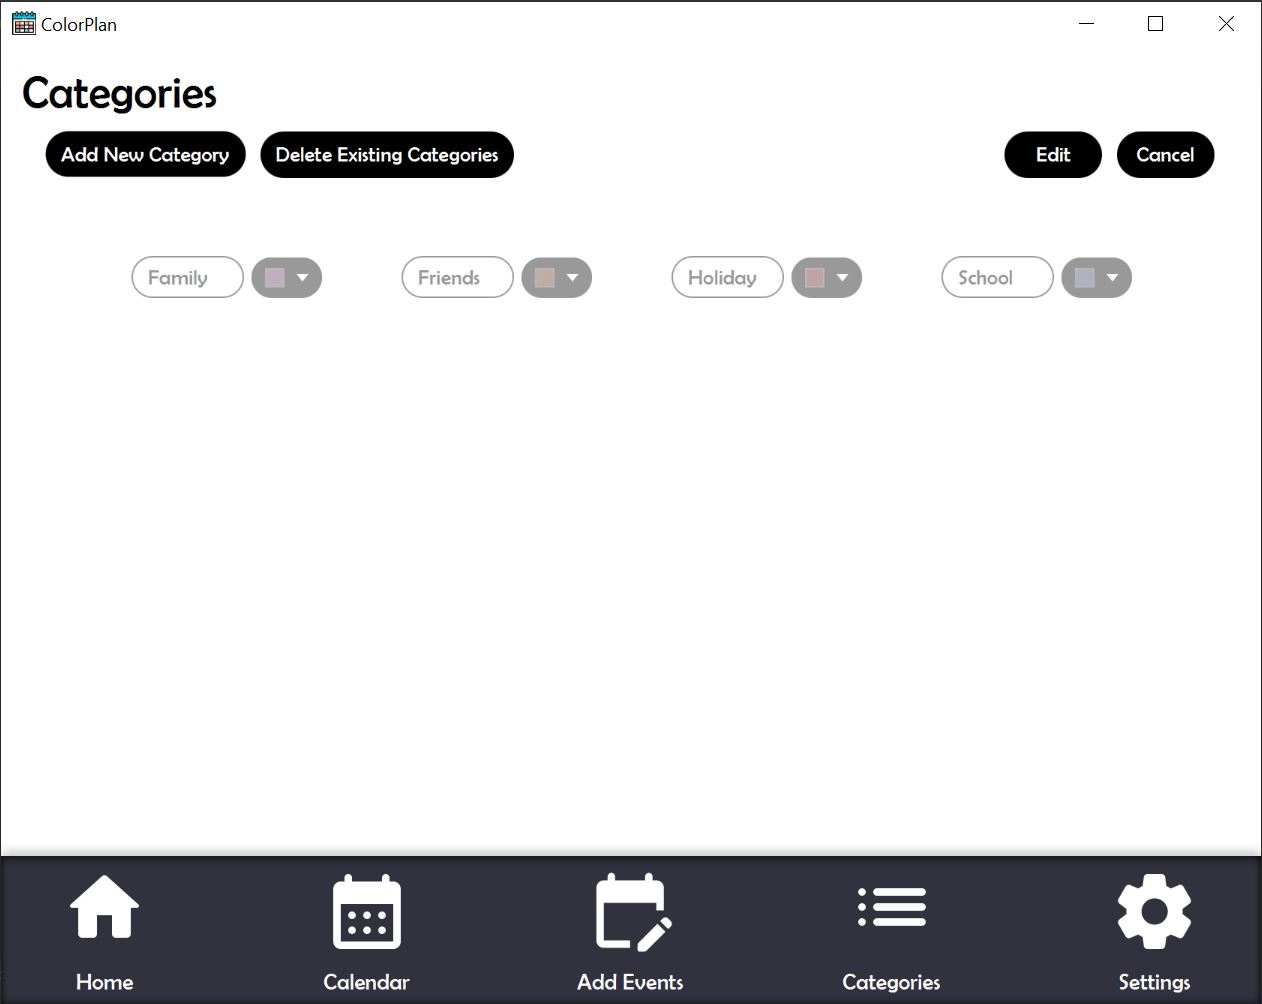 ColorPlan
Categories
Add New Category
Delete Existing Categories
Edit
Cancel
Family
Friends
Holiday
School
Home
Calendar
Add Events
Categories
Settings